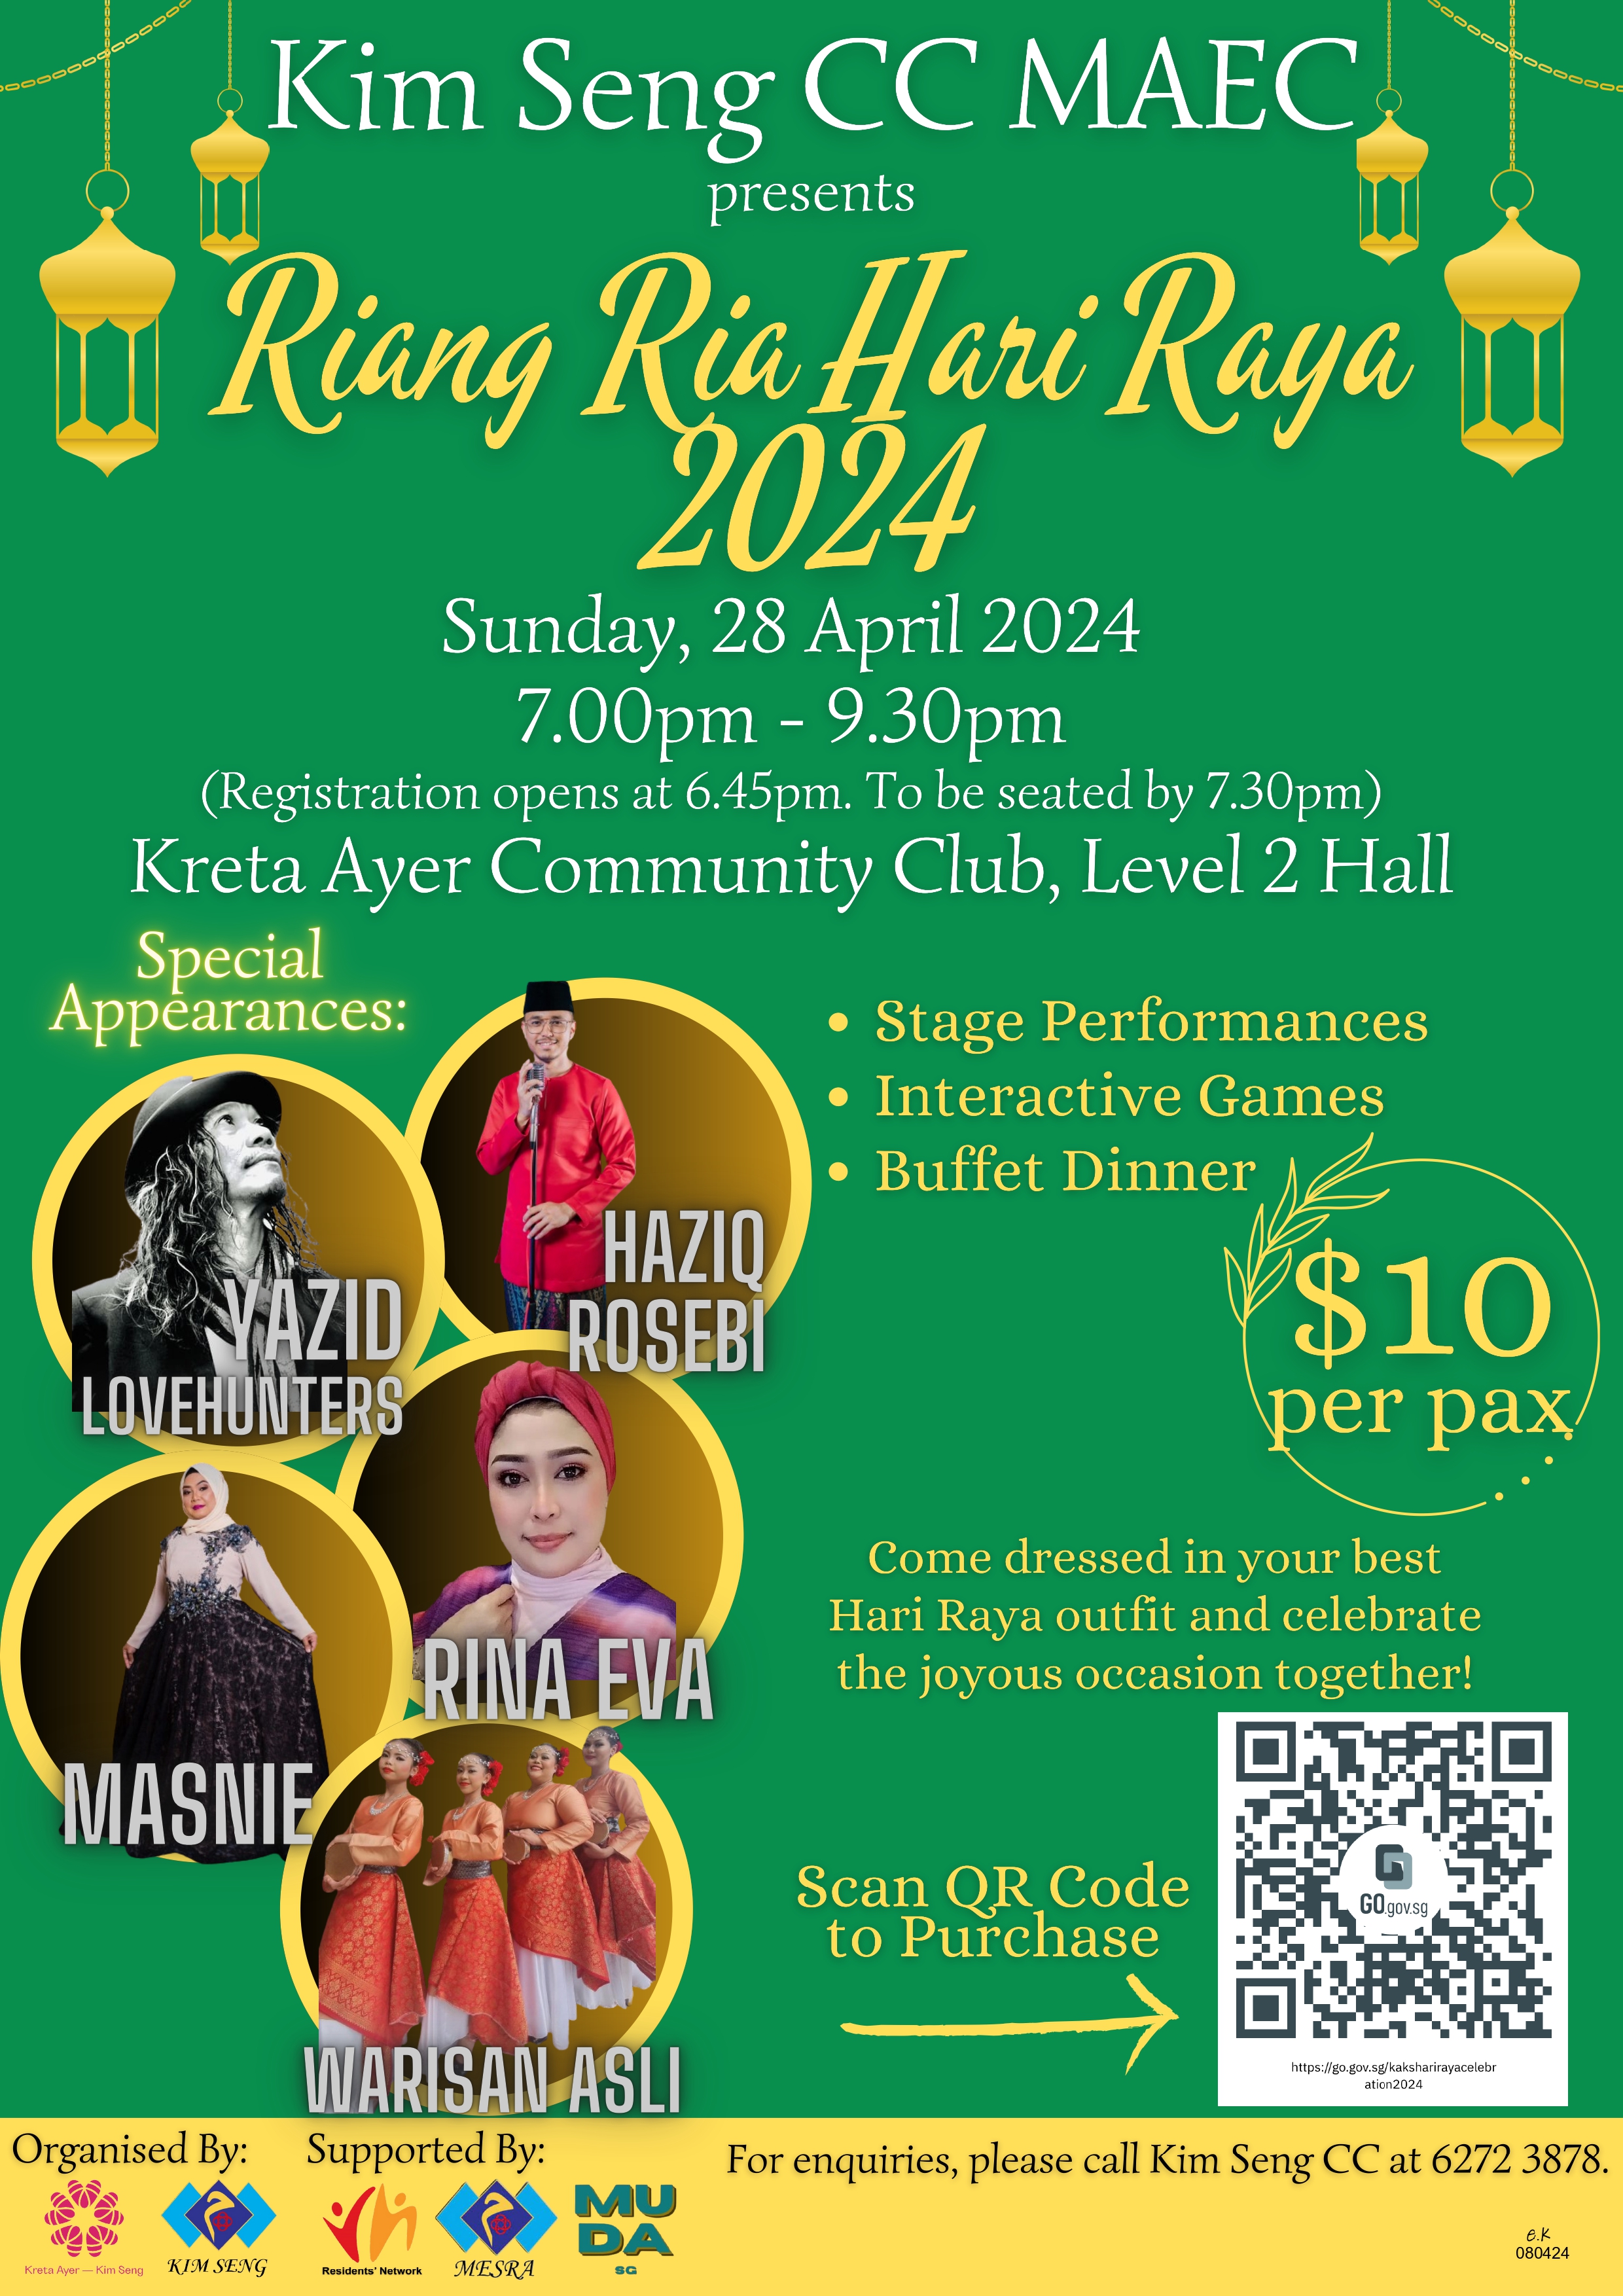 Kim Seng CC MAEC
presents
Riang Ria Hari Raya
2024
Sunday, 28 April 2024
7.00pm - 9.30pm
(Registration opens at 6.45pm. To be seated by 7.30pm)
Kreta Ayer Community Club, Level 2 Hall
Special
Appearances:
YAZID
LOVEHUNTERS
HAZIQ
ROSEBI
RINA EVA
MASNIE
WARISAN ASLI
• Stage Performances
• Interactive Games
• Buffet Dinner
$10
per pax
Come dressed in your best
Hari Raya outfit and celebrate
the joyous occasion together!
Scan QR Code
to Purchase
GO.gov.sg
https://go.gov.sg/kaksharirayacelebr
ation2024
Organised By:
Kreta Ayer — Kim Seng
KIM SENG
Supported By:
Residents' Network
MESRA
MU
DA
SG
For enquiries, please call Kim Seng CC at 6272 3878.
e.K
080424